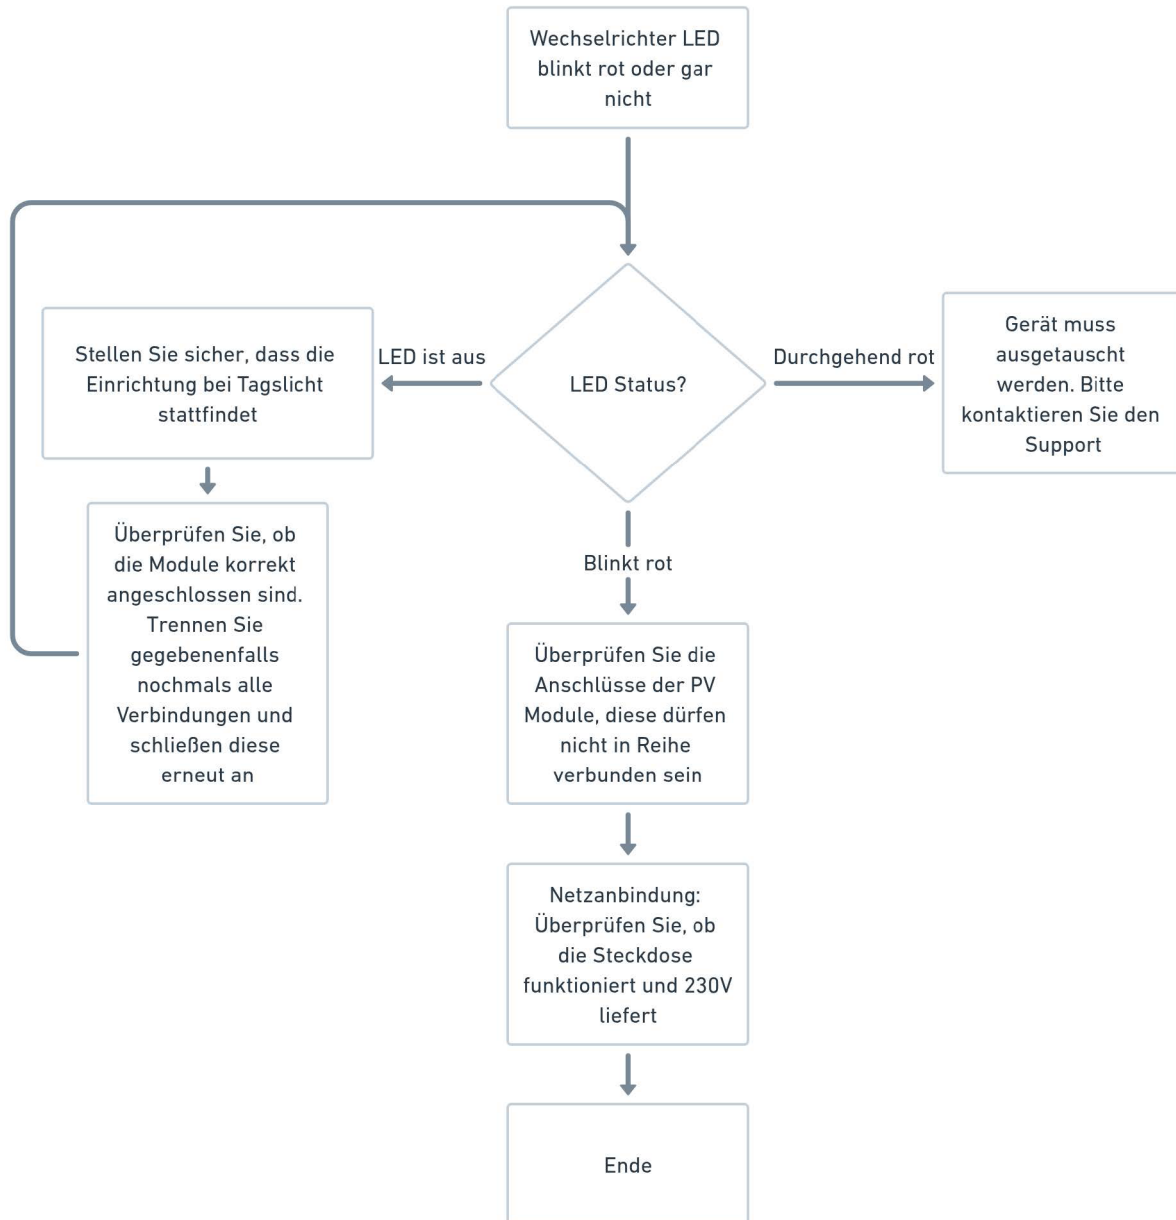 Wechselrichter LED
blinkt rot oder gar
nicht
LED Status?
LED ist aus
Stellen Sie sicher, dass die
Einrichtung bei Tagslicht
stattfindet
Überprüfen Sie, ob
die Module korrekt
angeschlossen sind.
Trennen Sie
gegebenenfalls
nochmals alle
Verbindungen und
schließen diese
erneut an
Durchgehend rot
Gerät muss
ausgetauscht
werden. Bitte
kontaktieren Sie den
Support
Blinkt rot
Überprüfen Sie die
Anschlüsse der PV
Module, diese dürfen
nicht in Reihe
verbunden sein
Netzanbindung:
Überprüfen Sie, ob
die Steckdose
funktioniert und 230V
liefert
Ende